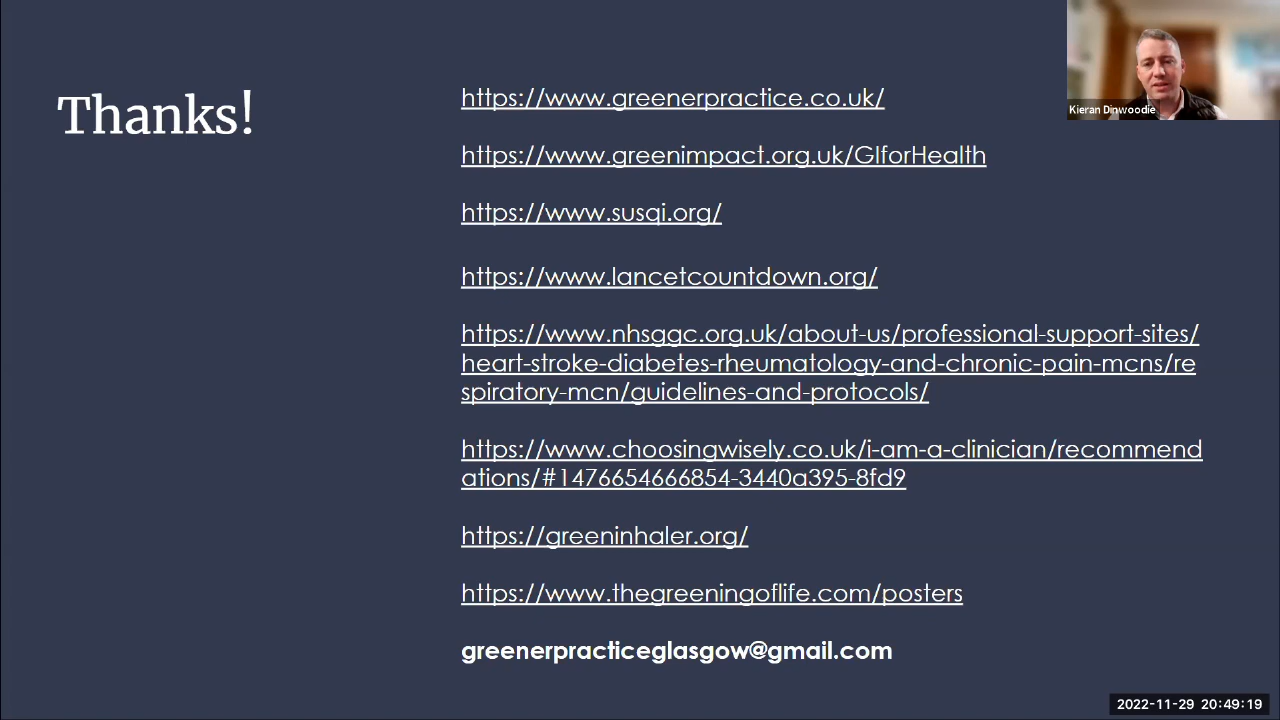 Thanks!
https://www.greenerpractice.co.uk/
https://www.greenimpact.org.uk/GIforHealth
https://www.susqi.org/
https://www.lancetcountdown.org/
https://www.nhsggc.org.uk/about-us/professional-support-sites/
heart-stroke-diabetes-rheumatology-and-chronic-pain-mcns/re
spiratory-mcn/guidelines-and-protocols/
https://www.choosingwisely.co.uk/i-am-a-clinician/recommend
ations/#1476654666854-3440a395-8fd9
https://greeninhaler.org/
https://www.thegreeningoflife.com/posters
greenerpracticeglasgow@gmail.com
Kieran Dinwoodie
2022-11-29 20:49:19